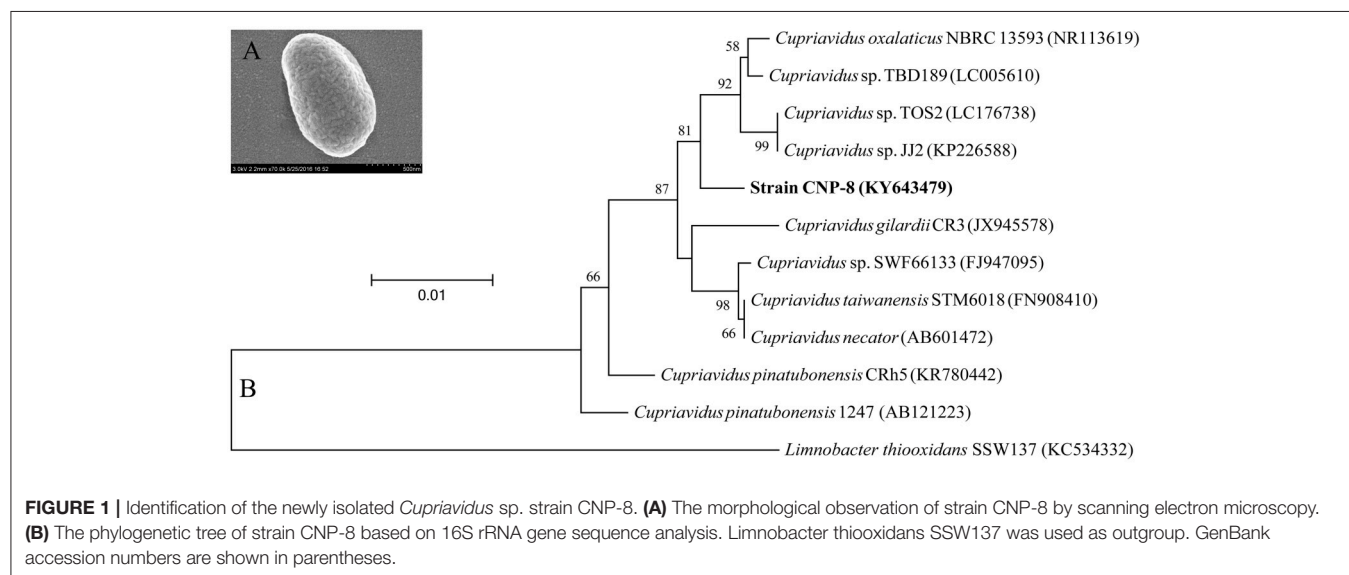 A
3.0kV 2.2mm x70.0k 5/25/2016 16:52
500nm
Cupriavidus oxalaticus NBRC 13593 (NR113619)
58
Cupriavidus sp. TBD189 (LC005610)
92
Cupriavidus sp. TOS2 (LC176738)
81
99
Cupriavidus sp. JJ2 (KP226588)
87
Strain CNP-8 (KY643479)
Cupriavidus gilardii CR3 (JX945578)
Cupriavidus sp. SWF66133 (FJ947095)
66
98
Cupriavidus taiwanensis STM6018 (FN908410)
0.01
66
Cupriavidus necator (AB601472)
Cupriavidus pinatubonensis CRh5 (KR780442)
B
Cupriavidus pinatubonensis 1247 (AB121223)
Limnobacter thiooxidans SSW137 (KC534332)
FIGURE 1 | Identification of the newly isolated Cupriavidus sp. strain CNP-8. (A) The morphological observation of strain CNP-8 by scanning electron microscopy.
(B) The phylogenetic tree of strain CNP-8 based on 16S rRNA gene sequence analysis. Limnobacter thiooxidans SSW137 was used as outgroup. GenBank
accession numbers are shown in parentheses.